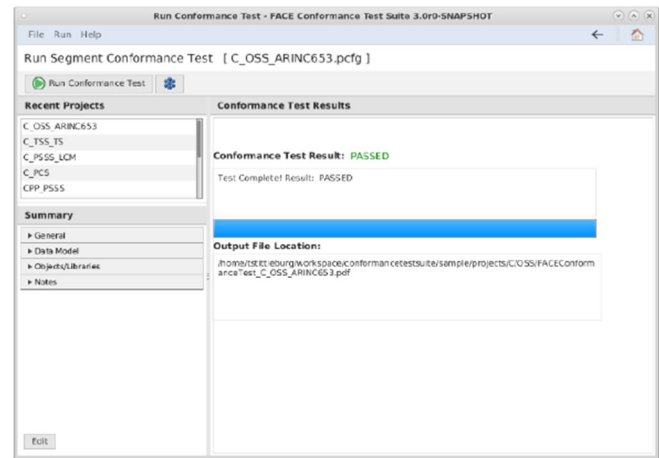 Run Conformance Test - FACE Conformance Test Suite 3.0r0-SNAPSHOT
File Run Help
Run Segment Conformance Test [ C_OSS_ARINC653.pcfg ]
Run Conformance Test
Recent Projects
C_OSS_ARINC653
C_TSS_TS
C_PSSS_LCM
C_PCS
CPP_PSSS
Summary
General
Data Model
Objects/Libraries
Notes
Edit
Conformance Test Results
Conformance Test Result: PASSED
Test Complete! Result: PASSED
Output File Location:
/home/tstittleburg/workspace/conformancetestsuite/sample/projects/C/OSS/FACEConform
anceTest_C_OSS_ARINC653.pdf